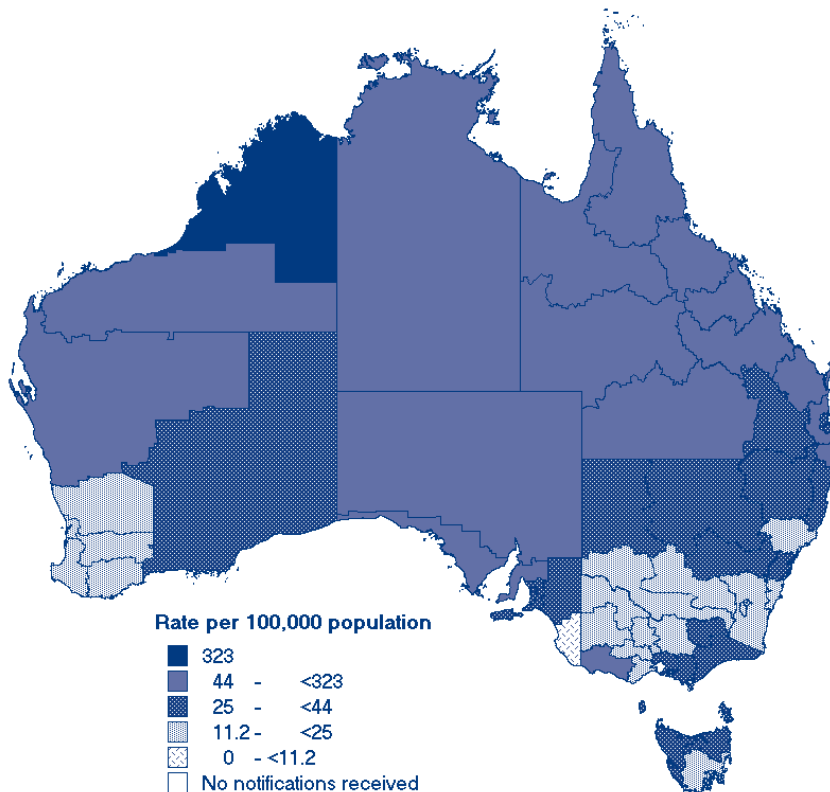 Rate per 100,000 population
323
44 - <323
25 - <44
11.2 - <25
0 - <11.2
No notifications received